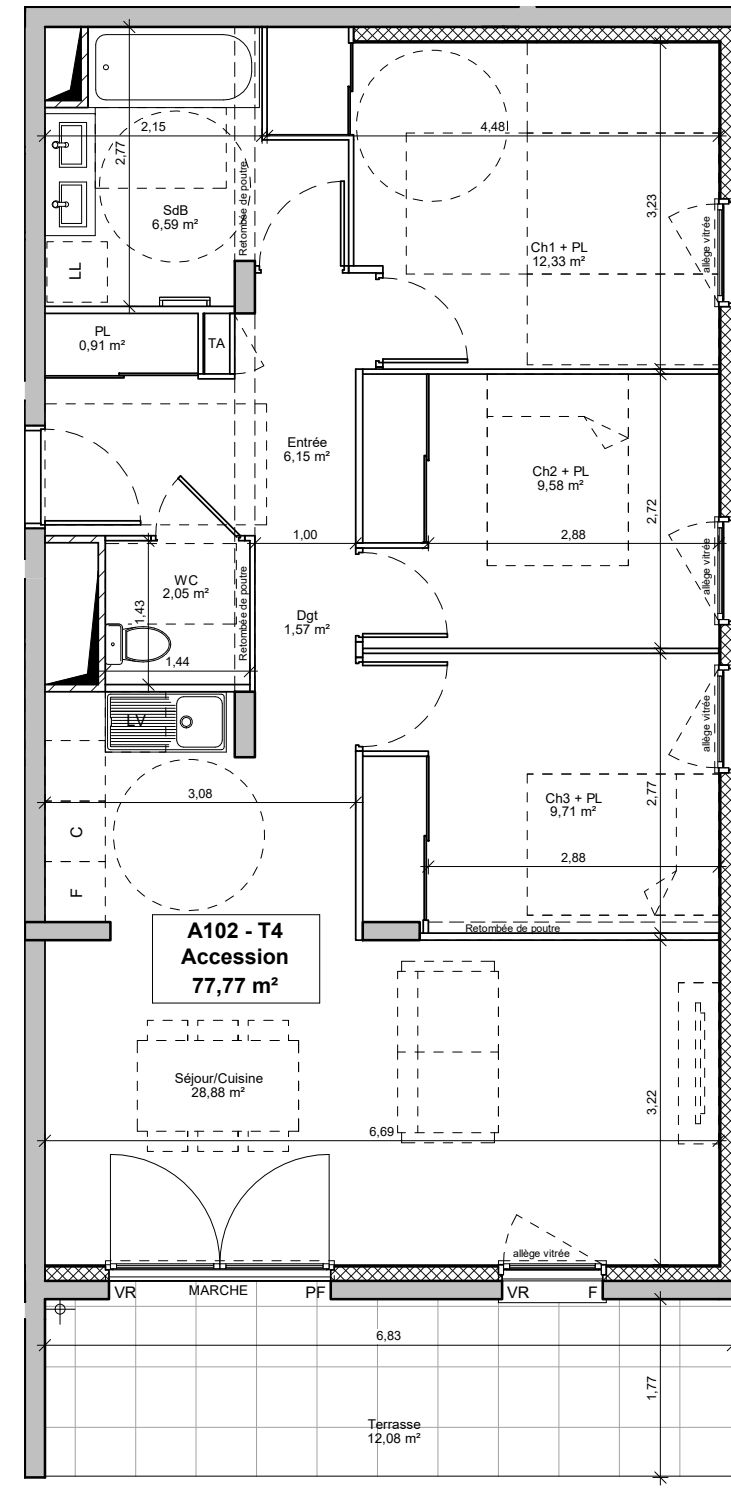 2,15
4,48
2,77
Retombée de poutre
SdB
6,59 m²
3,23
allège vitrée
Ch1 + PL
12,33 m²
LL
PL
0,91 m²
TA
Entrée
6,15 m²
Ch2 + PL
9,58 m²
2,72
1,00
2,88
allège vitrée
WC
2,05 m²
1,43
Retombée de poutre
Dgt
1,57 m²
1,44
LV
allège vitrée
3,08
Ch3 + PL
9,71 m²
2,77
C
2,88
F
A102 - T4
Accession
77,77 m²
Retombée de poutre
Séjour/Cuisine
28,88 m²
3,22
6,69
allège vitrée
VR
MARCHE
PF
VR
F
6,83
1,77
Terrasse
12,08 m²